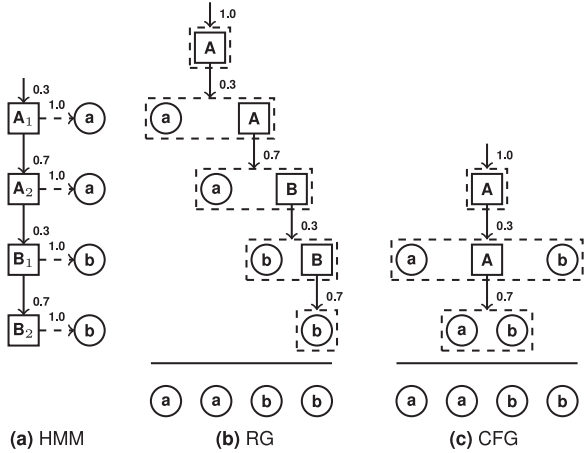 0.3
A₁ 1.0 a
0.7
A₂ 1.0 a
0.3
B₁ 1.0 b
0.7
B₂ 1.0 b
(a) HMM
1.0
A
0.3
a A
0.7
a B
0.3
b B
0.7
b
a a b b
(b) RG
1.0
A
0.3
a A b
0.7
a b
a a b b
(c) CFG